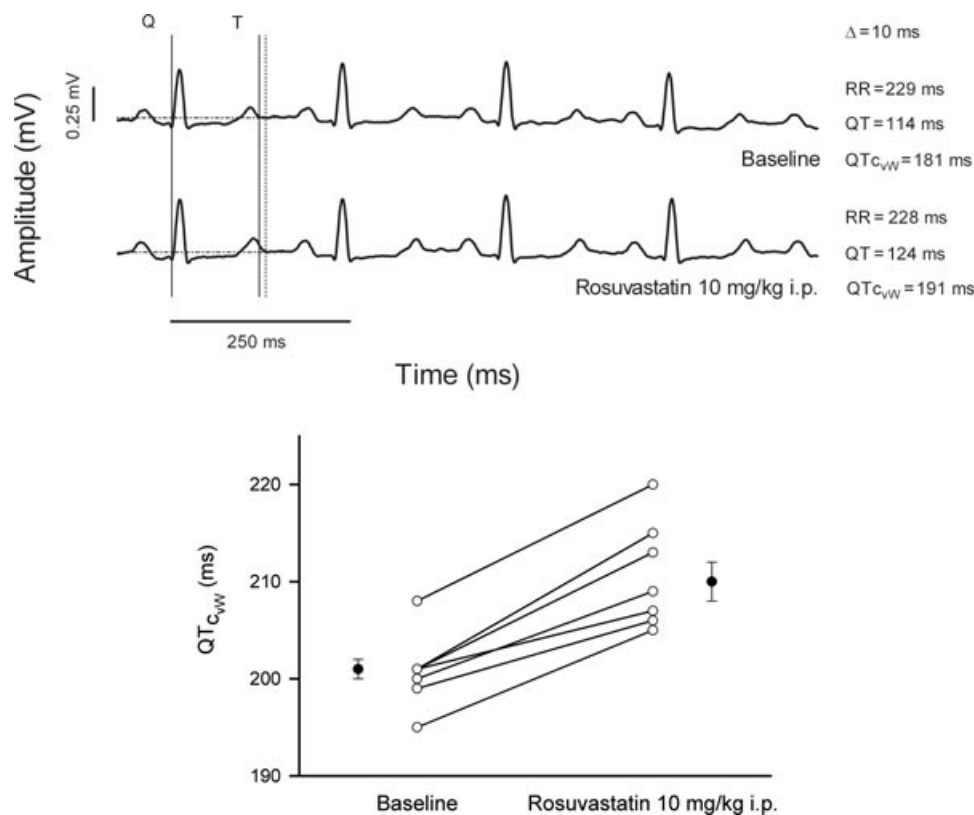 Q T
Δ = 10 ms
0.25 mV
Amplitude (mV)
RR = 229 ms
QT = 114 ms
Baseline
QTcvW = 181 ms
RR = 228 ms
QT = 124 ms
Rosuvastatin 10 mg/kg i.p.
QTcvW = 191 ms
250 ms
Time (ms)
QTcvW (ms)
220
210
200
190
Baseline Rosuvastatin 10 mg/kg i.p.